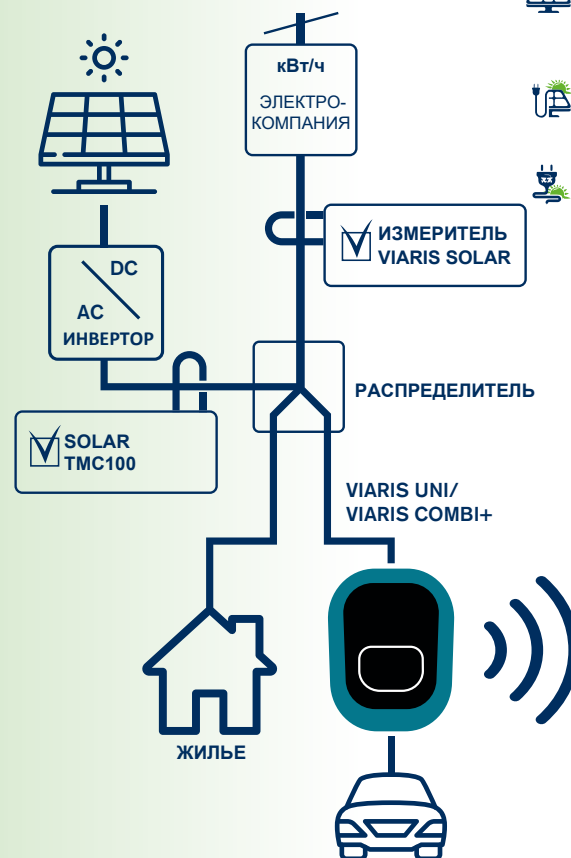 кВт/ч
ЭЛЕКТРО-
КОМПАНИЯ
ИЗМЕРИТЕЛЬ
VIARIS SOLAR
DC
AC
ИНВЕРТОР
РАСПРЕДЕЛИТЕЛЬ
SOLAR
TMC100
VIARIS UNI/
VIARIS COMBI+
ЖИЛЬЕ